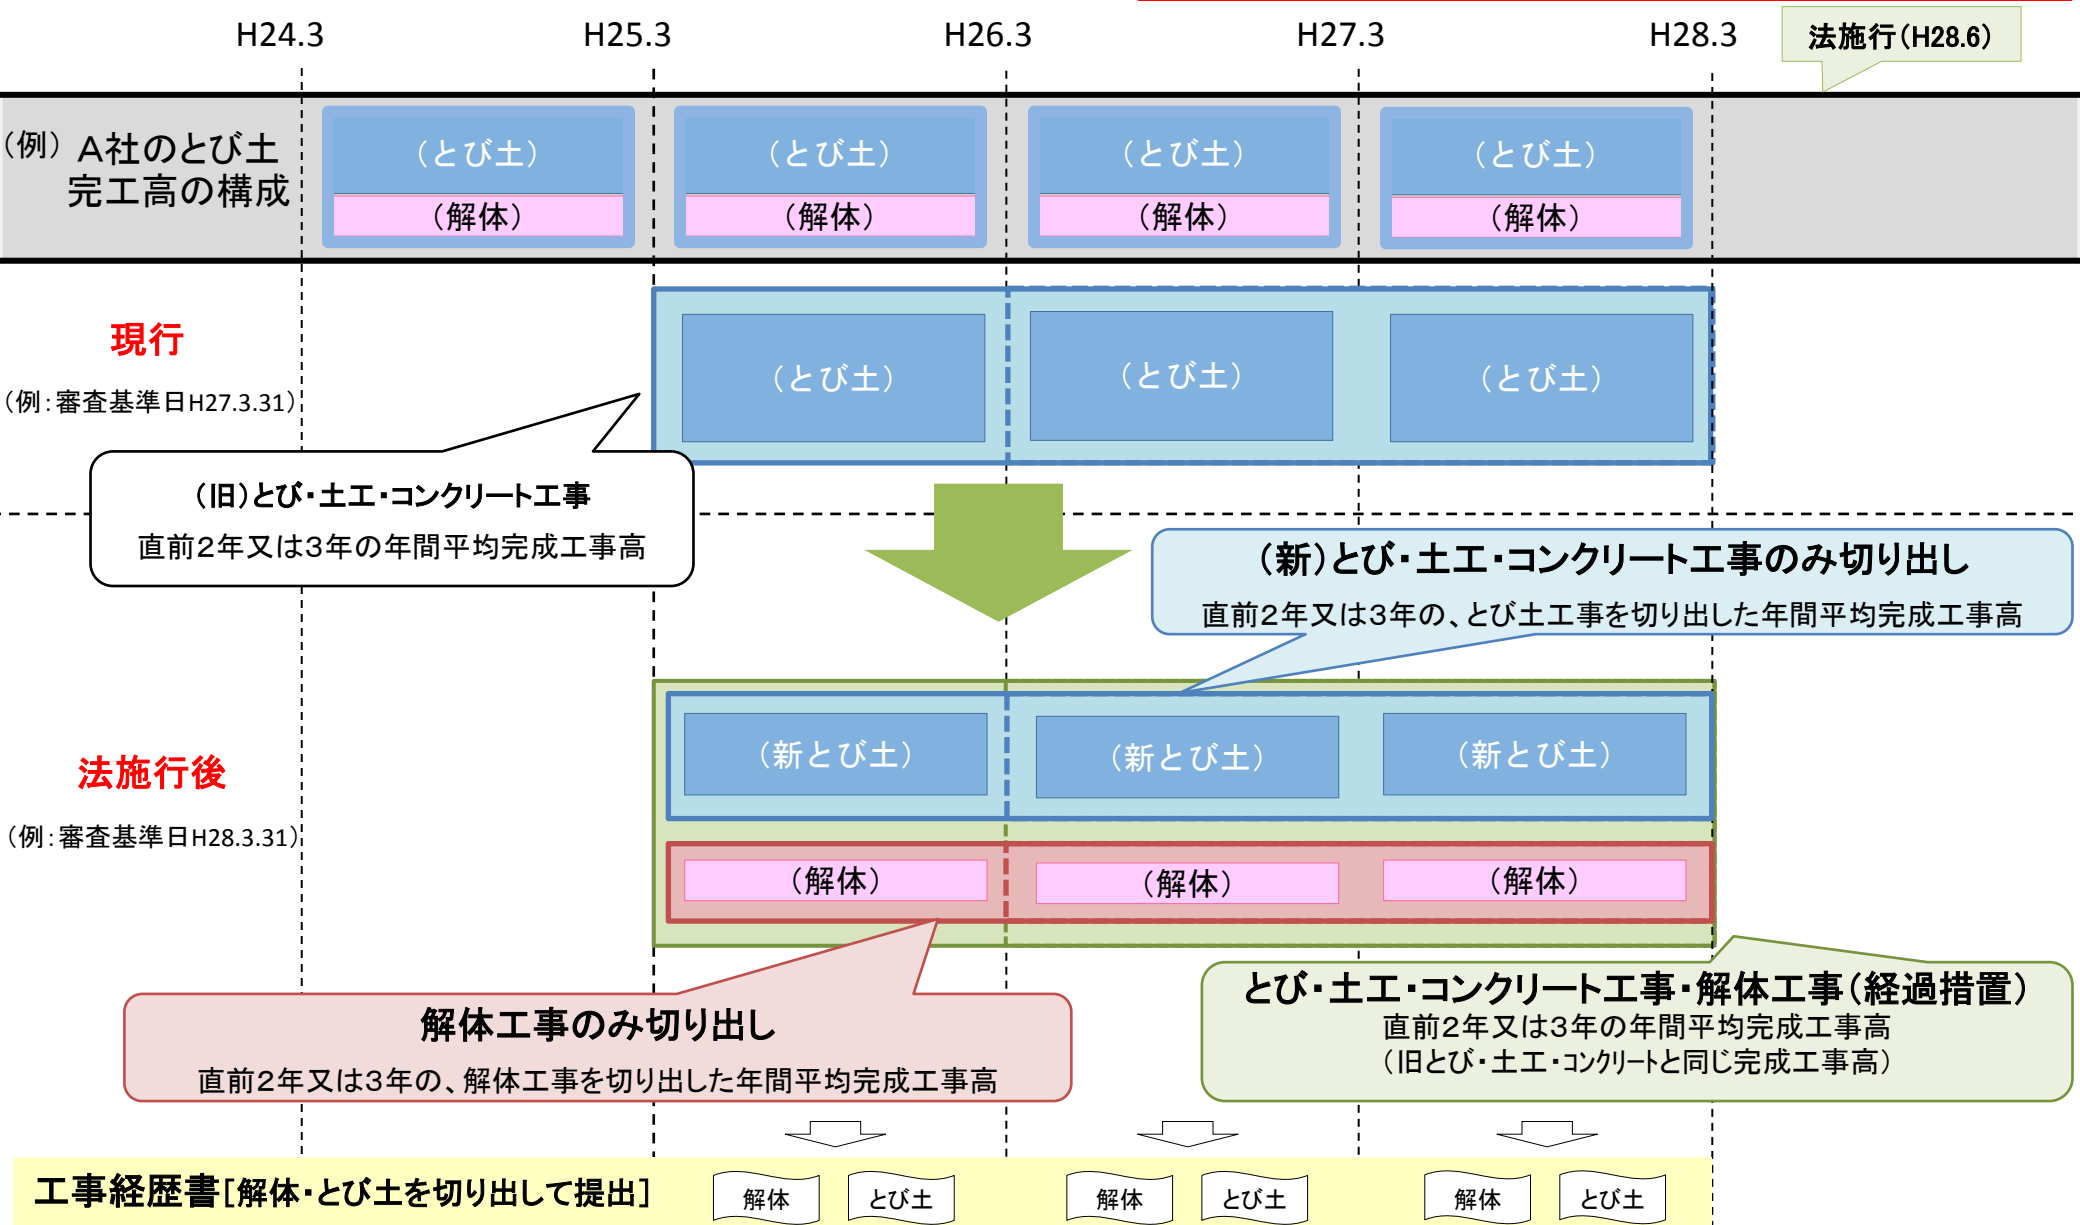 H24.3
H25.3
H26.3
H27.3
H28.3
法施行(H28.6)
(例) A社のとび土
完工高の構成
(とび土)
(解体)
(とび土)
(解体)
(とび土)
(解体)
(とび土)
(解体)
現行
(例:審査基準日H27.3.31)
(とび土)
(とび土)
(とび土)
(旧)とび・土工・コンクリート工事
直前2年又は3年の年間平均完成工事高
(新)とび・土工・コンクリート工事のみ切り出し
直前2年又は3年の、とび土工事を切り出した年間平均完成工事高
法施行後
(例:審査基準日H28.3.31)
(新とび土)
(新とび土)
(新とび土)
(解体)
(解体)
(解体)
解体工事のみ切り出し
直前2年又は3年の、解体工事を切り出した年間平均完成工事高
とび・土工・コンクリート工事・解体工事(経過措置)
直前2年又は3年の年間平均完成工事高
(旧とび・土工・コンクリートと同じ完成工事高)
工事経歴書[解体・とび土を切り出して提出]
解体
とび土
解体
とび土
解体
とび土